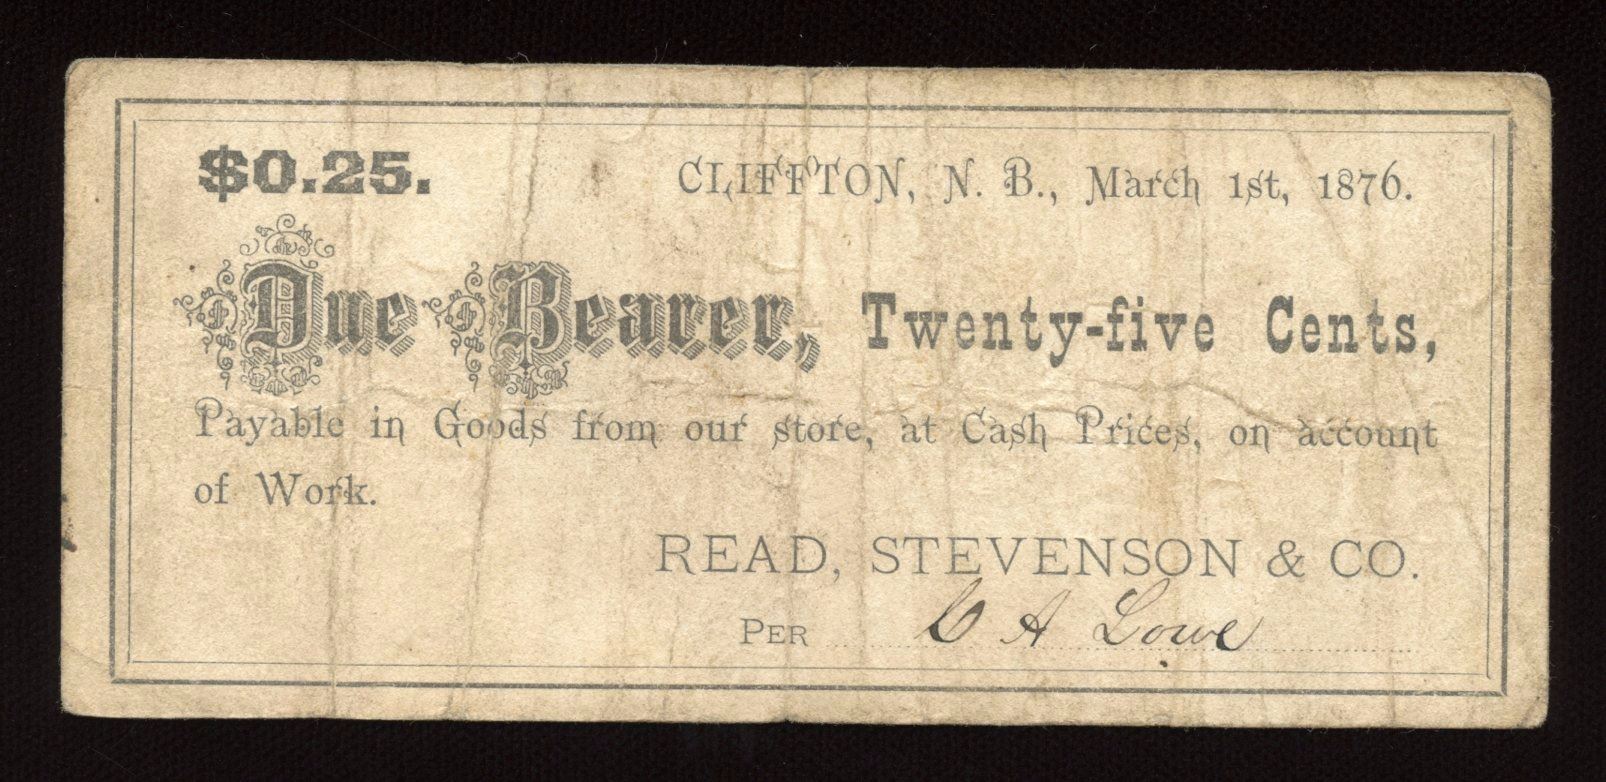 $0.25. CLIFFTON, N. B., March 1st, 1876.
Due Bearer, Twenty-five Cents,
Payable in Goods from our store, at Cash Prices, on account
of Work.
READ, STEVENSON & CO.
PER C A Lowe